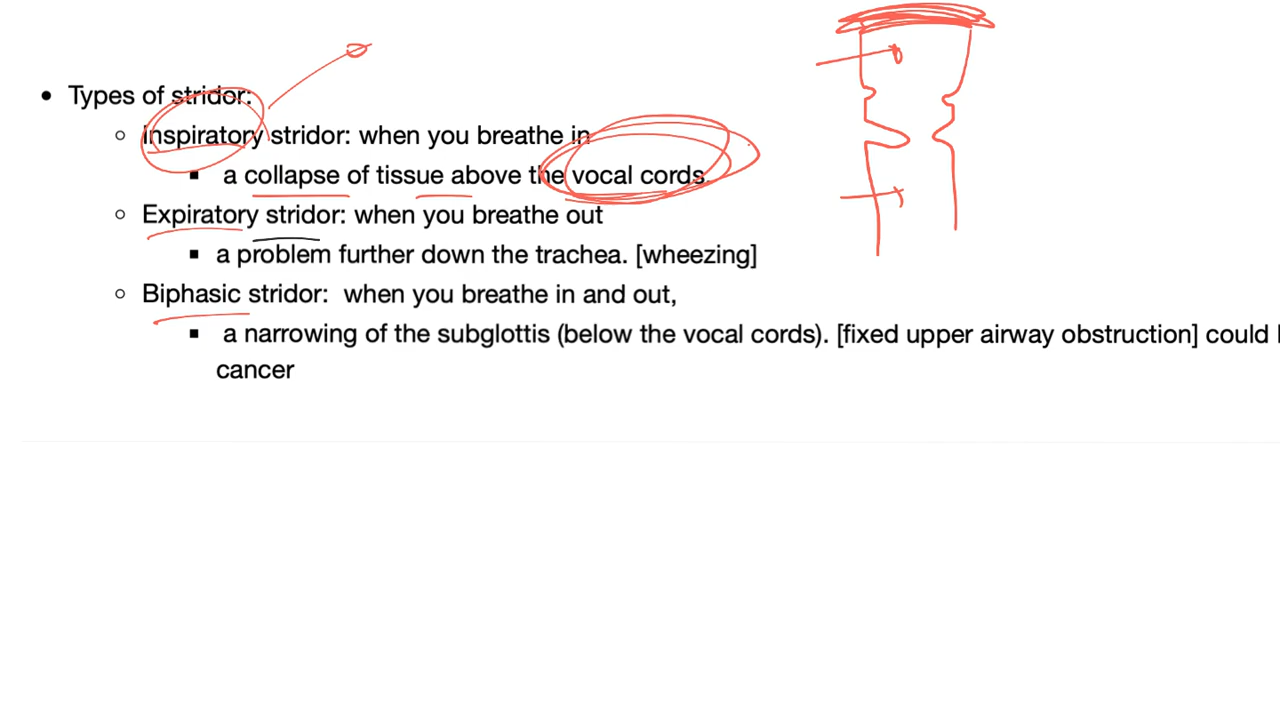 • Types of stridor:
○ Inspiratory stridor: when you breathe in
▪ a collapse of tissue above the vocal cords.
○ Expiratory stridor: when you breathe out
▪ a problem further down the trachea. [wheezing]
○ Biphasic stridor: when you breathe in and out,
▪ a narrowing of the subglottis (below the vocal cords). [fixed upper airway obstruction] could
cancer